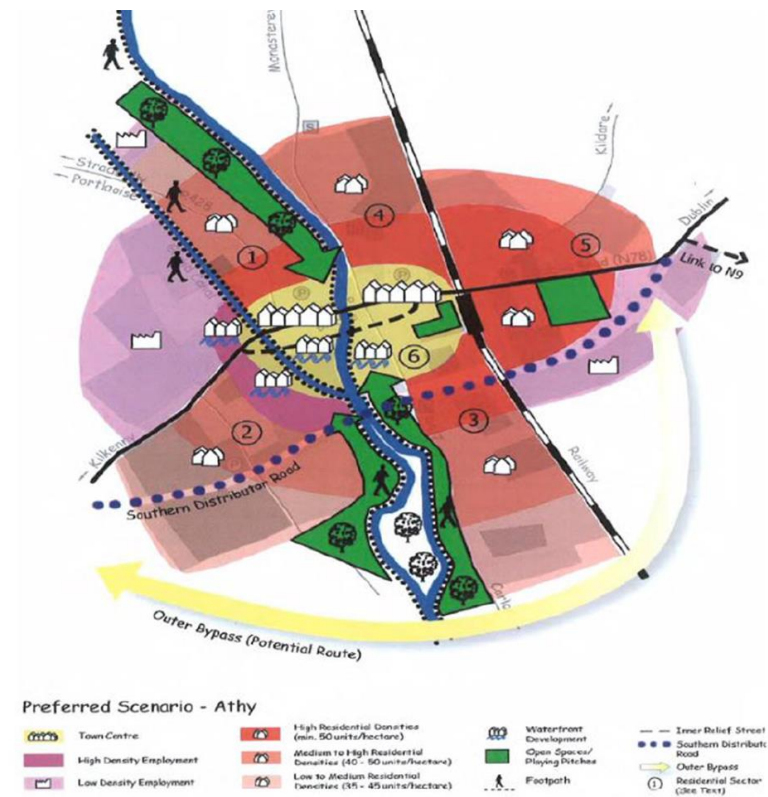 S
Kildare
← Stradbally
← Portlaoise
Dublin →
Link to N9
(N78)
P
P
1
2
3
4
5
6
← Kilkenny
Southern Distributor Road
Railway
Outer Bypass (Potential Route)
Preferred Scenario - Athy
Town Centre
High Density Employment
Low Density Employment
High Residential Densities
(min. 50 units/hectare)
Medium to High Residential
Densities (40 - 50 units/hectare)
Low to Medium Residential
Densities (35 - 45 units/hectare)
Waterfront
Development
Open Spaces/
Playing Pitches
Footpath
Inner Relief Street
Southern Distributo
Road
Outer Bypass
1
Residential Sector
(See Text)